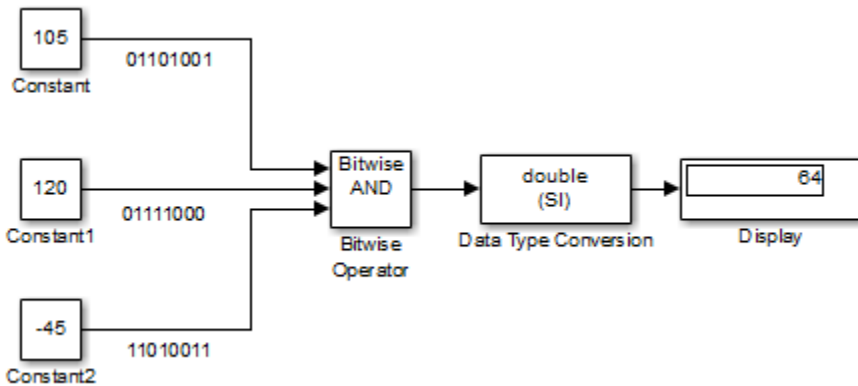 105
01101001
Constant
120
01111000
Constant1
-45
11010011
Constant2
Bitwise
AND
Bitwise
Operator
double
(SI)
Data Type Conversion
64
Display